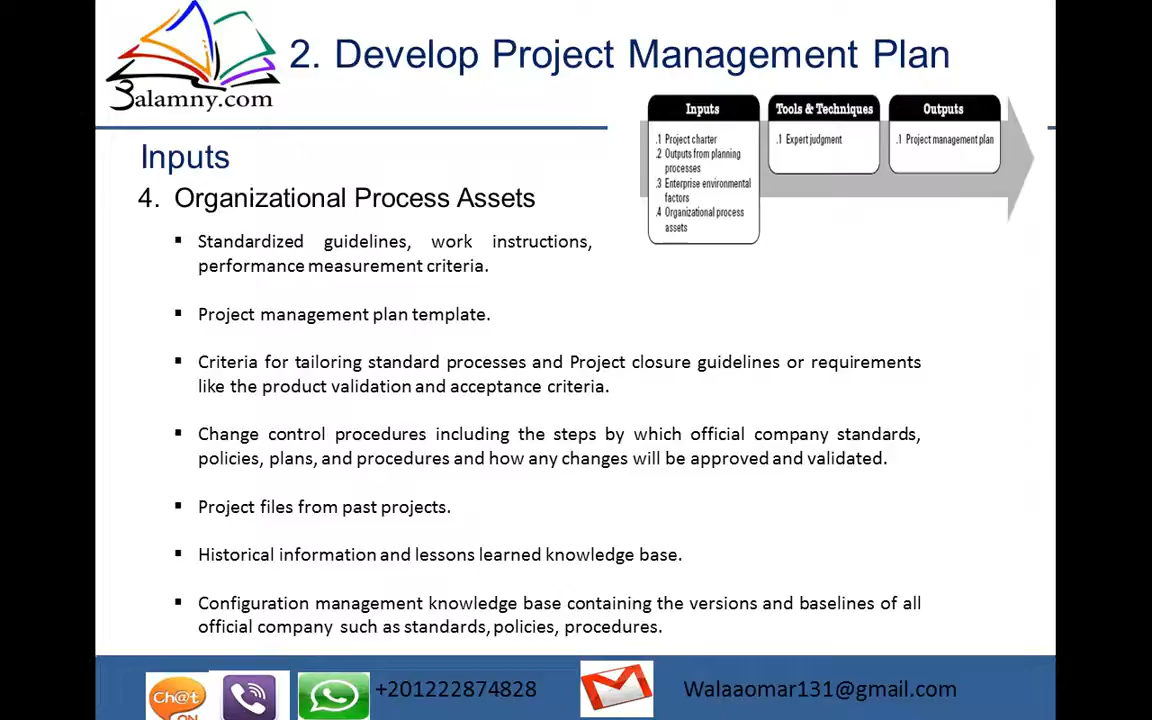 3alamny.com
2. Develop Project Management Plan
Inputs
.1 Project charter
.2 Outputs from planning
processes
.3 Enterprise environmental
factors
.4 Organizational process
assets
Tools & Techniques
.1 Expert judgment
Outputs
.1 Project management plan
Inputs
4. Organizational Process Assets
▪ Standardized guidelines, work instructions,
performance measurement criteria.
▪ Project management plan template.
▪ Criteria for tailoring standard processes and Project closure guidelines or requirements
like the product validation and acceptance criteria.
▪ Change control procedures including the steps by which official company standards,
policies, plans, and procedures and how any changes will be approved and validated.
▪ Project files from past projects.
▪ Historical information and lessons learned knowledge base.
▪ Configuration management knowledge base containing the versions and baselines of all
official company such as standards, policies, procedures.
Ch@t
ON
+201222874828
Walaaomar131@gmail.com